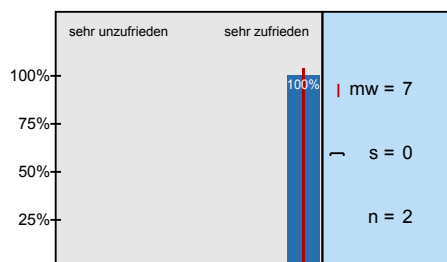 sehr unzufrieden sehr zufrieden
100%
100%
mw = 7
75%
50%
s = 0
25%
n = 2